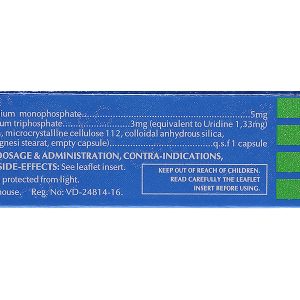 ium monophosphate............................................5mg
um triphosphate....................3mg (equivalent to Uridine 1,33mg)
, microcrystalline cellulose 112, colloidal anhydrous silica,
gnesi stearat, empty capsule)............................q.s.f 1 capsule
DOSAGE & ADMINISTRATION, CONTRA-INDICATIONS,
SIDE-EFFECTS: See leaflet insert.
protected from light.
ouse. Reg. No: VD-24814-16.
KEEP OUT OF REACH OF CHILDREN.
READ CAREFULLY THE LEAFLET
INSERT BEFORE USING.